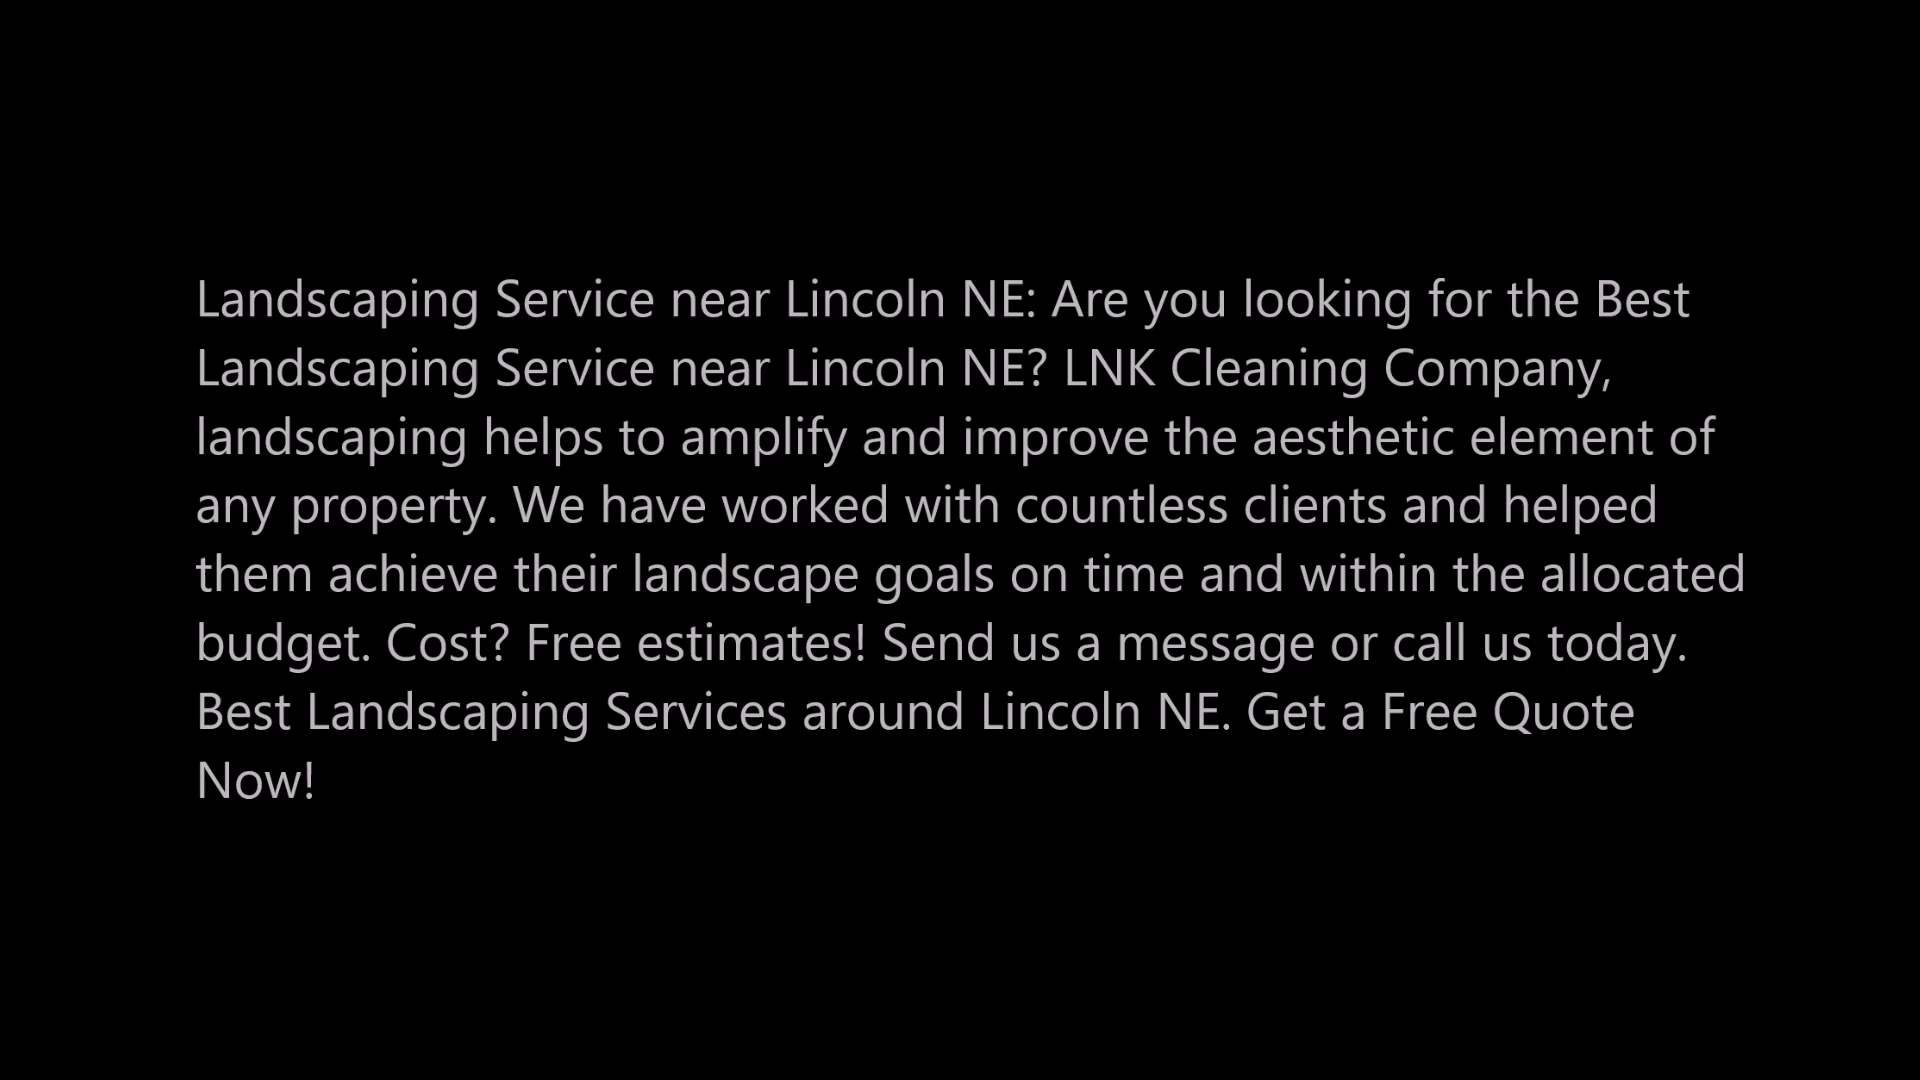 Landscaping Service near Lincoln NE: Are you looking for the Best
Landscaping Service near Lincoln NE? LNK Cleaning Company,
landscaping helps to amplify and improve the aesthetic element of
any property. We have worked with countless clients and helped
them achieve their landscape goals on time and within the allocated
budget. Cost? Free estimates! Send us a message or call us today.
Best Landscaping Services around Lincoln NE. Get a Free Quote
Now!